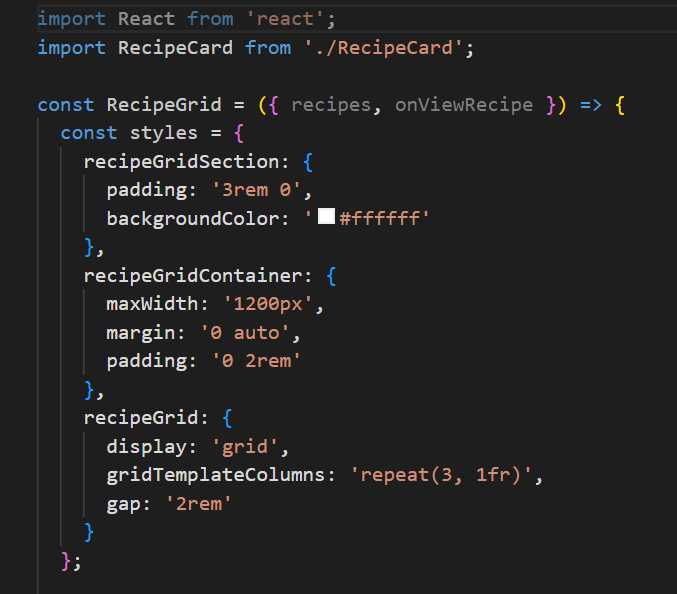 import React from 'react';
import RecipeCard from './RecipeCard';
const RecipeGrid = ({ recipes, onViewRecipe }) => {
const styles = {
recipeGridSection: {
padding: '3rem 0',
backgroundColor: '#ffffff'
},
recipeGridContainer: {
maxWidth: '1200px',
margin: '0 auto',
padding: '0 2rem'
},
recipeGrid: {
display: 'grid',
gridTemplateColumns: 'repeat(3, 1fr)',
gap: '2rem'
}
};